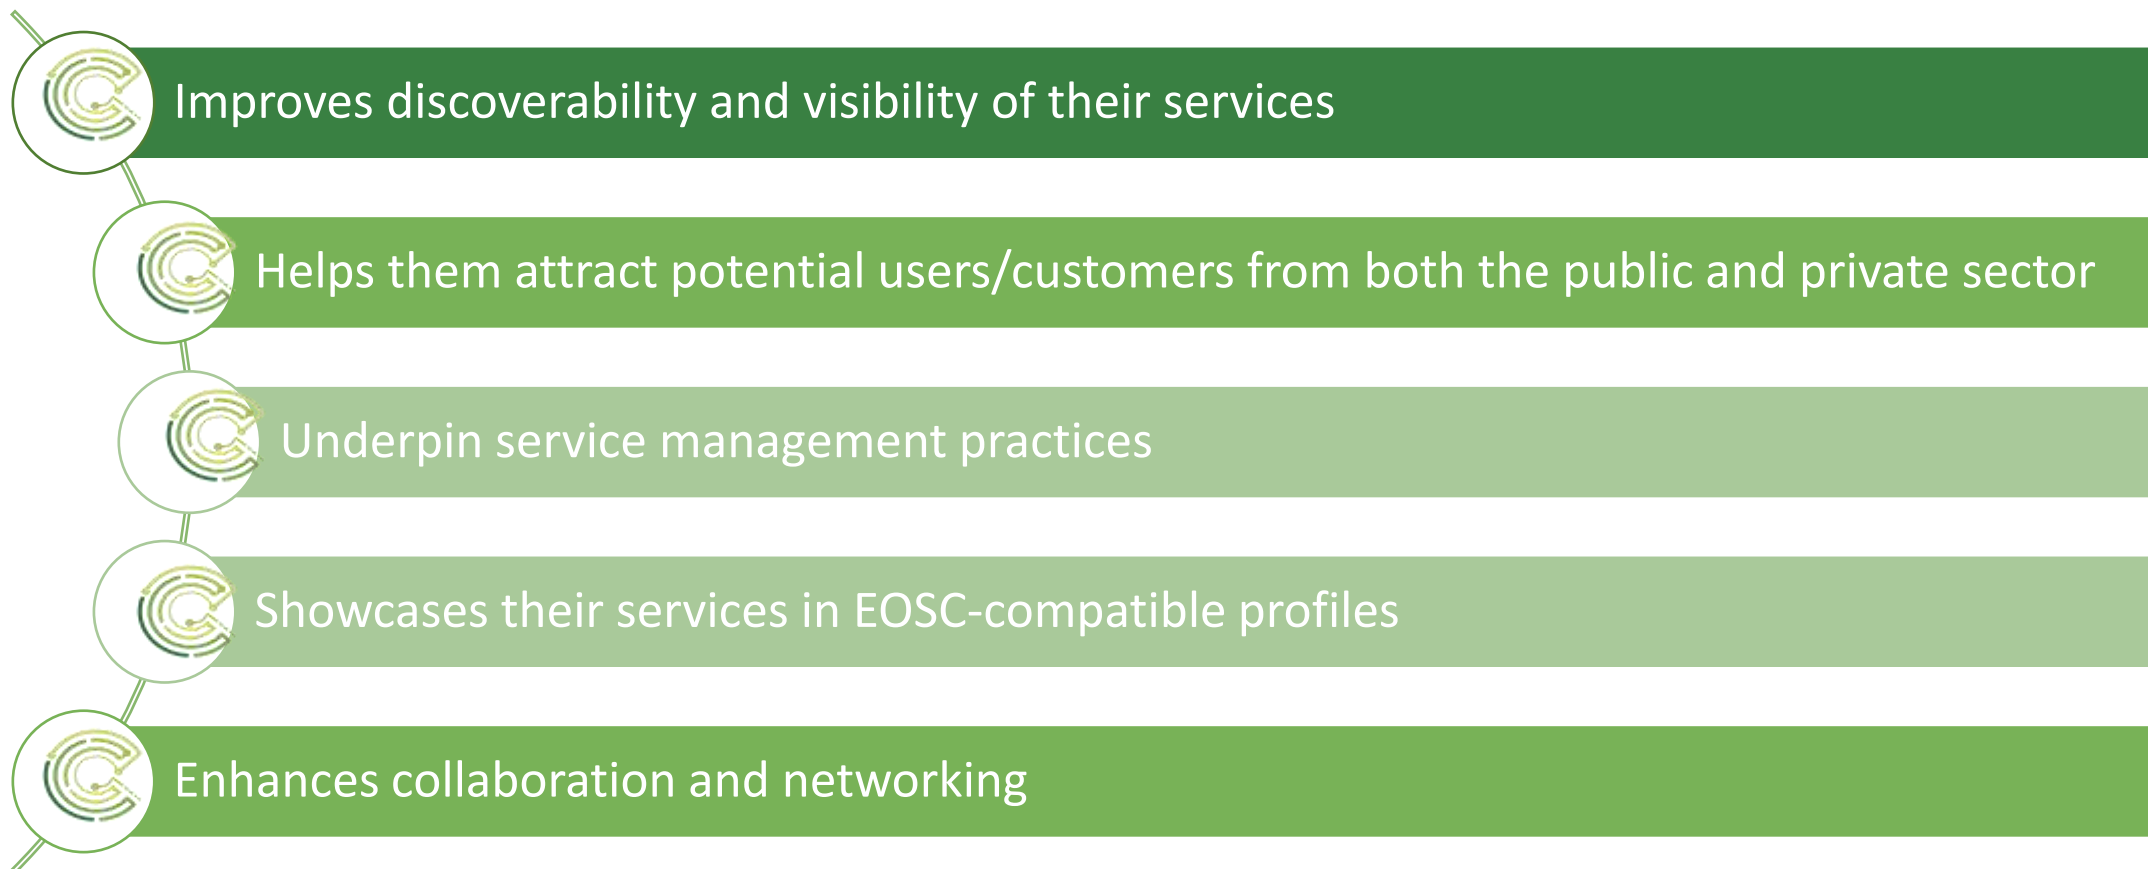 Improves discoverability and visibility of their services
Helps them attract potential users/customers from both the public and private sector
Underpin service management practices
Showcases their services in EOSC-compatible profiles
Enhances collaboration and networking